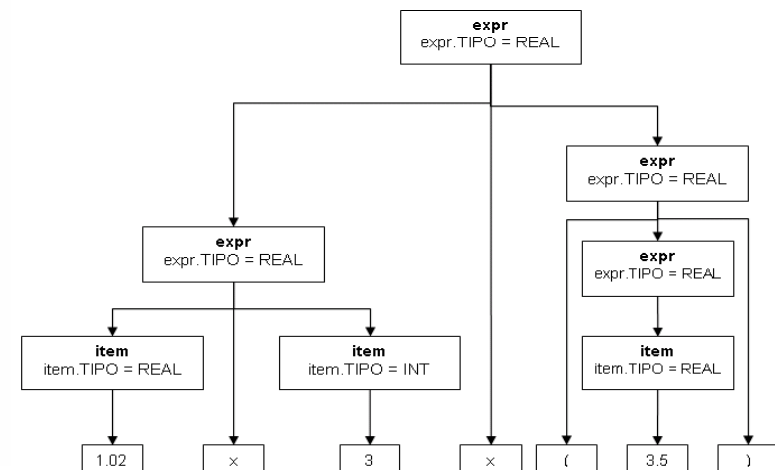 expr
expr.TIPO = REAL
expr
expr.TIPO = REAL
expr
expr.TIPO = REAL
expr
expr.TIPO = REAL
item
item.TIPO = REAL
item
item.TIPO = INT
item
item.TIPO = REAL
1.02 x 3 x ( 3.5 )